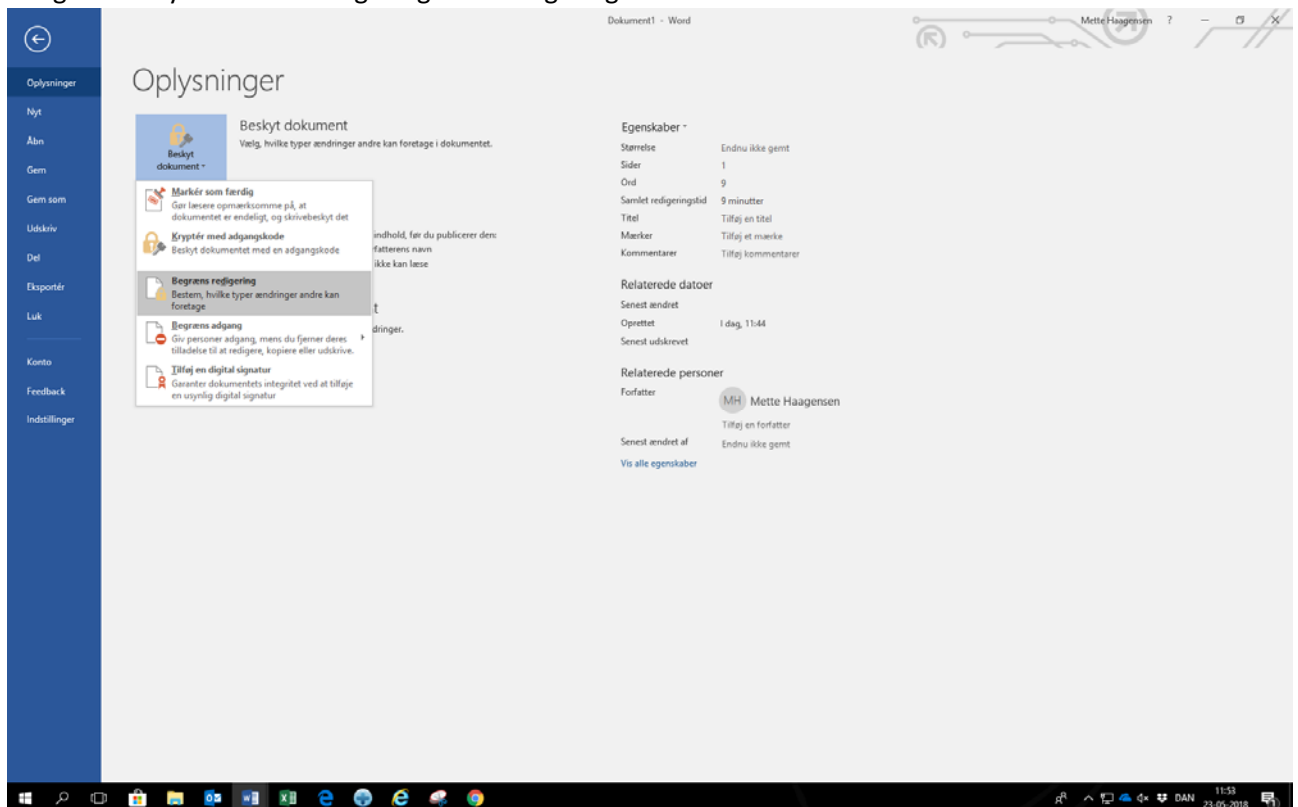 Dokument1 - Word
Mette Haagensen ?
Oplysninger
Nyt
Åbn
Gem
Gem som
Udskriv
Del
Eksportér
Luk
Konto
Feedback
Indstillinger
Oplysninger
Beskyt dokument
Beskyt dokument
Vælg, hvilke typer ændringer andre kan foretage i dokumentet.
Markér som færdig
Gør læsere opmærksomme på, at
dokumentet er endeligt, og skrivebeskyt det
Kryptér med adgangskode
Beskyt dokumentet med en adgangskode
Begræns redigering
Bestem, hvilke typer ændringer andre kan
foretage
Begræns adgang
Giv personer adgang, mens du fjerner deres
tilladelse til at redigere, kopiere eller udskrive.
Tilføj en digital signatur
Garanter dokumentets integritet ved at tilføje
en usynlig digital signatur
indhold, før du publicerer den:
fatterens navn
ikke kan læse
t
dringer.
Egenskaber
Størrelse Endnu ikke gemt
Sider 1
Ord 9
Samlet redigeringstid 9 minutter
Titel Tilføj en titel
Mærker Tilføj et mærke
Kommentarer Tilføj kommentarer
Relaterede datoer
Senest ændret
Oprettet I dag, 11:44
Senest udskrevet
Relaterede personer
Forfatter MH Mette Haagensen
Tilføj en forfatter
Senest ændret af Endnu ikke gemt
Vis alle egenskaber
DAN 11:53
23-05-2018